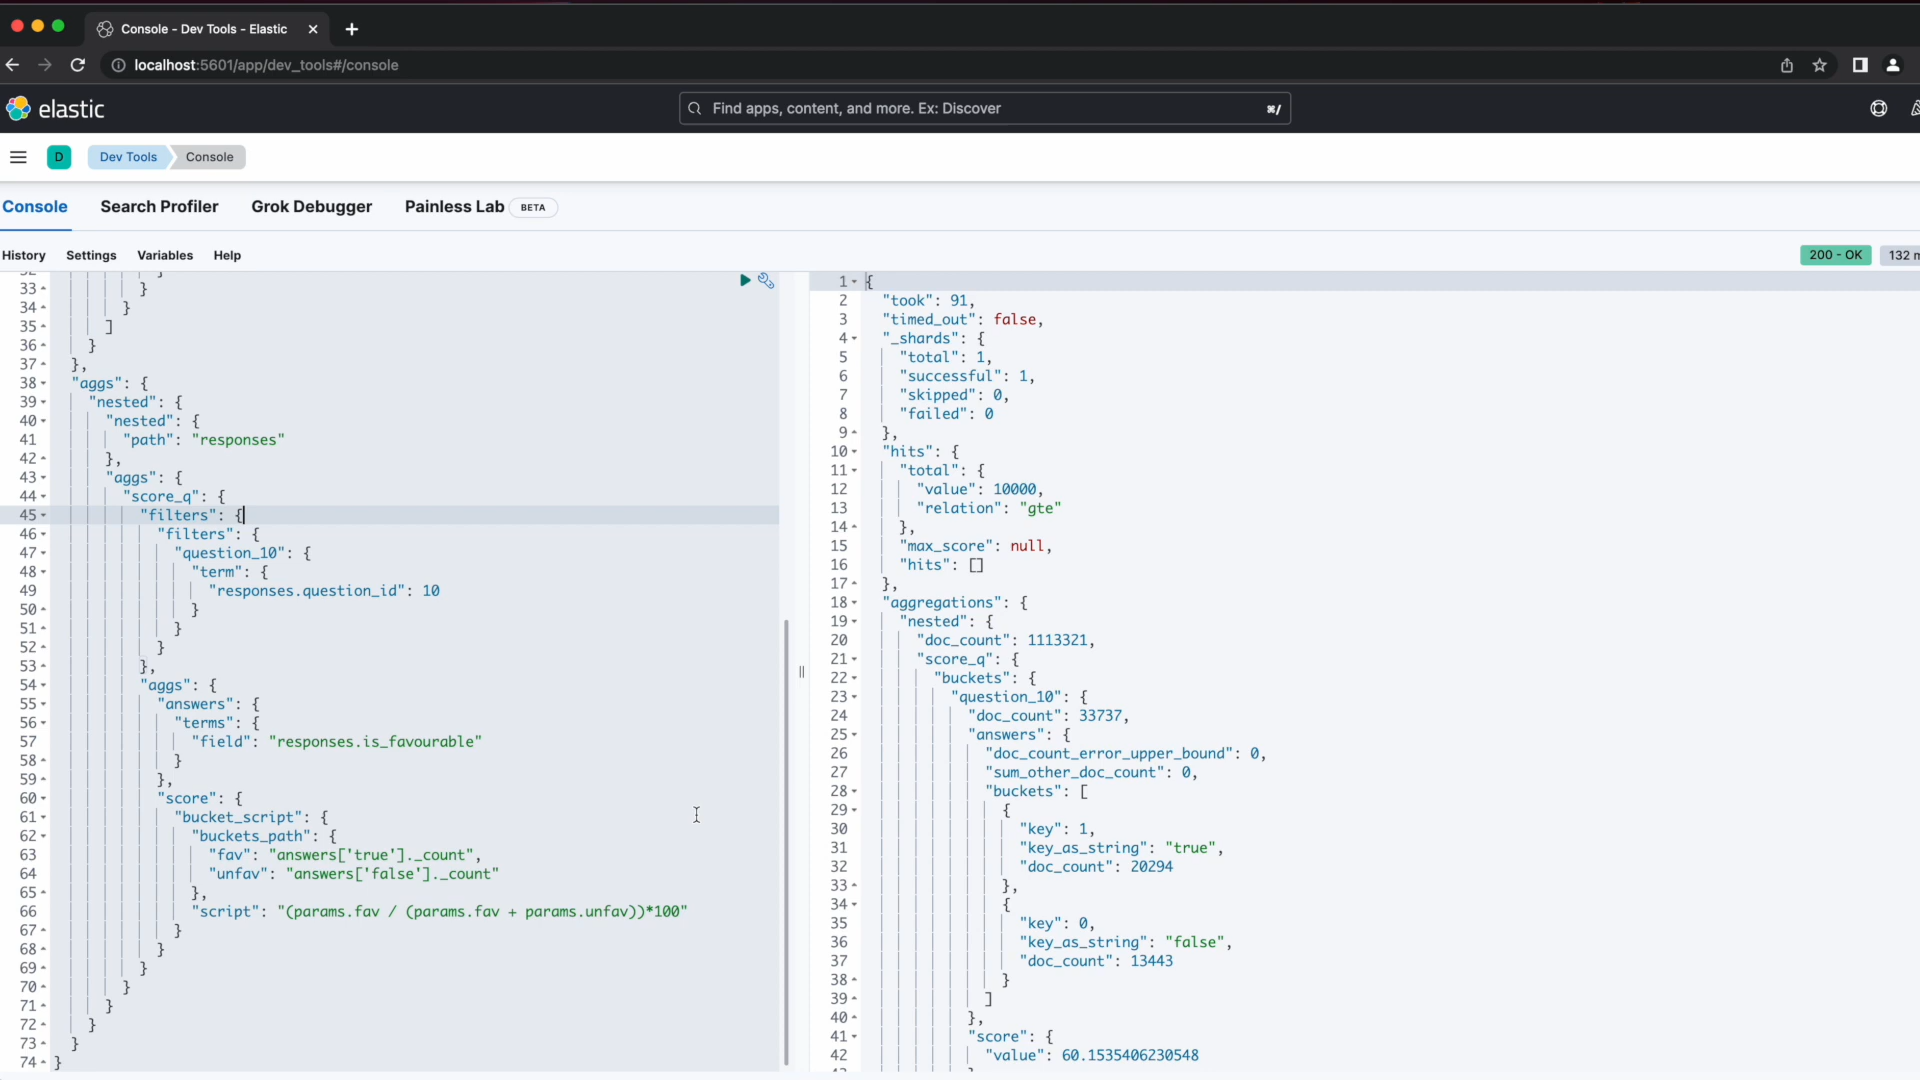 Console - Dev Tools - Elastic
localhost:5601/app/dev_tools#/console
elastic
Find apps, content, and more. Ex: Discover
⌘/
D
Dev Tools
Console
Console
Search Profiler
Grok Debugger
Painless Lab
BETA
History
Settings
Variables
Help
200 - OK
132 m
33 }
34 }
35 ]
36 }
37 },
38 "aggs": {
39 "nested": {
40 "nested": {
41 "path": "responses"
42 },
43 "aggs": {
44 "score_q": {
45 "filters": {
46 "filters": {
47 "question_10": {
48 "term": {
49 "responses.question_id": 10
50 }
51 }
52 }
53 },
54 "aggs": {
55 "answers": {
56 "terms": {
57 "field": "responses.is_favourable"
58 }
59 },
60 "score": {
61 "bucket_script": {
62 "buckets_path": {
63 "fav": "answers['true']._count",
64 "unfav": "answers['false']._count"
65 },
66 "script": "(params.fav / (params.fav + params.unfav))*100"
67 }
68 }
69 }
70 }
71 }
72 }
73 }
74 }
1 {
2 "took": 91,
3 "timed_out": false,
4 "_shards": {
5 "total": 1,
6 "successful": 1,
7 "skipped": 0,
8 "failed": 0
9 },
10 "hits": {
11 "total": {
12 "value": 10000,
13 "relation": "gte"
14 },
15 "max_score": null,
16 "hits": []
17 },
18 "aggregations": {
19 "nested": {
20 "doc_count": 1113321,
21 "score_q": {
22 "buckets": {
23 "question_10": {
24 "doc_count": 33737,
25 "answers": {
26 "doc_count_error_upper_bound": 0,
27 "sum_other_doc_count": 0,
28 "buckets": [
29 {
30 "key": 1,
31 "key_as_string": "true",
32 "doc_count": 20294
33 },
34 {
35 "key": 0,
36 "key_as_string": "false",
37 "doc_count": 13443
38 }
39 ]
40 },
41 "score": {
42 "value": 60.1535406230548